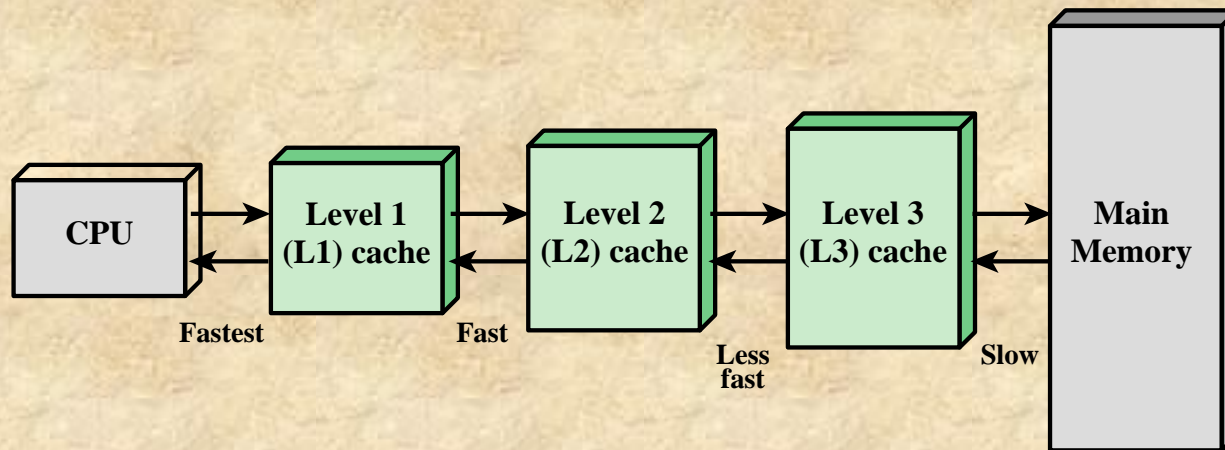 CPU
Level 1
(L1) cache
Level 2
(L2) cache
Level 3
(L3) cache
Main
Memory
Fastest
Fast
Less
fast
Slow